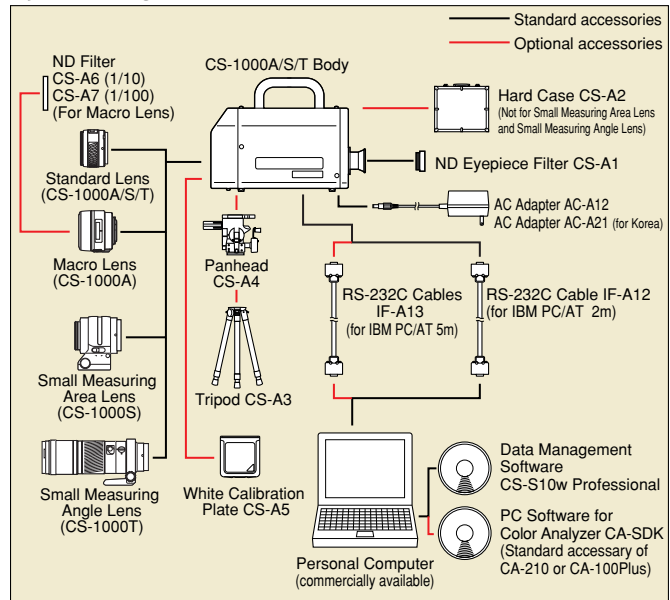 Standard accessories
Optional accessories
ND Filter
CS-A6 (1/10)
CS-A7 (1/100)
(For Macro Lens)
CS-1000A/S/T Body
Hard Case CS-A2
(Not for Small Measuring Area Lens
and Small Measuring Angle Lens)
Standard Lens
(CS-1000A/S/T)
ND Eyepiece Filter CS-A1
AC Adapter AC-A12
AC Adapter AC-A21 (for Korea)
Macro Lens
(CS-1000A)
Panhead
CS-A4
RS-232C Cables
IF-A13
(for IBM PC/AT 5m)
RS-232C Cable IF-A12
(for IBM PC/AT 2m)
Small Measuring
Area Lens
(CS-1000S)
Tripod CS-A3
Small Measuring
Angle Lens
(CS-1000T)
White Calibration
Plate CS-A5
Personal Computer
(commercially available)
Data Management
Software
CS-S10w Professional
PC Software for
Color Analyzer CA-SDK
(Standard accessary of
CA-210 or CA-100Plus)